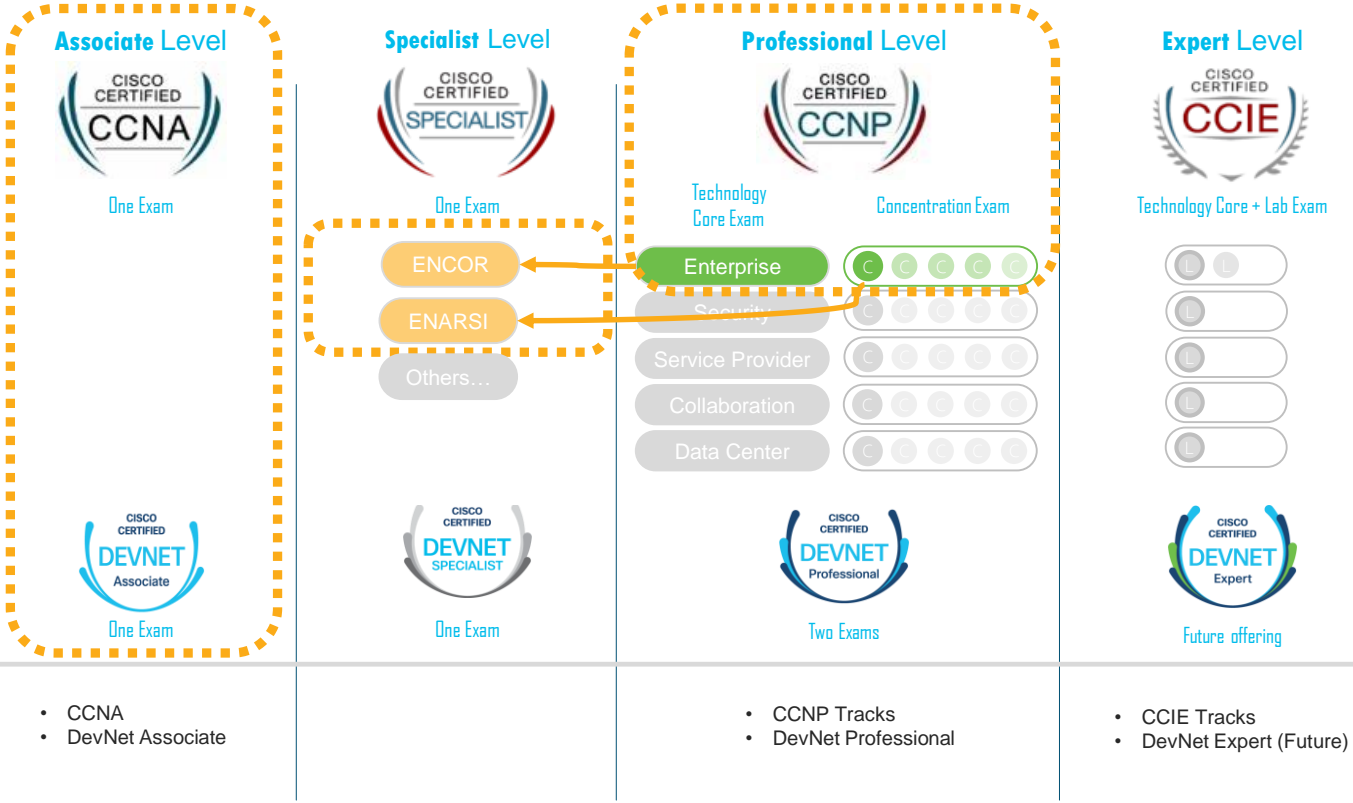 Associate Level
CISCO
CERTIFIED
CCNA
One Exam
CISCO
CERTIFIED
DEVNET
Associate
One Exam
Specialist Level
CISCO
CERTIFIED
SPECIALIST
One Exam
ENCOR
ENARSI
Others…
CISCO
CERTIFIED
DEVNET
SPECIALIST
One Exam
Professional Level
CISCO
CERTIFIED
CCNP
Technology
Core Exam
Concentration Exam
Enterprise
C C C C C
Security
C C C C C
Service Provider
C C C C C
Collaboration
C C C C C
Data Center
C C C C C
CISCO
CERTIFIED
DEVNET
Professional
Two Exams
Expert Level
CISCO
CERTIFIED
CCIE
Technology Core + Lab Exam
L L
L
L
L
L
CISCO
CERTIFIED
DEVNET
Expert
Future offering
• CCNA
• DevNet Associate
• CCNP Tracks
• DevNet Professional
• CCIE Tracks
• DevNet Expert (Future)